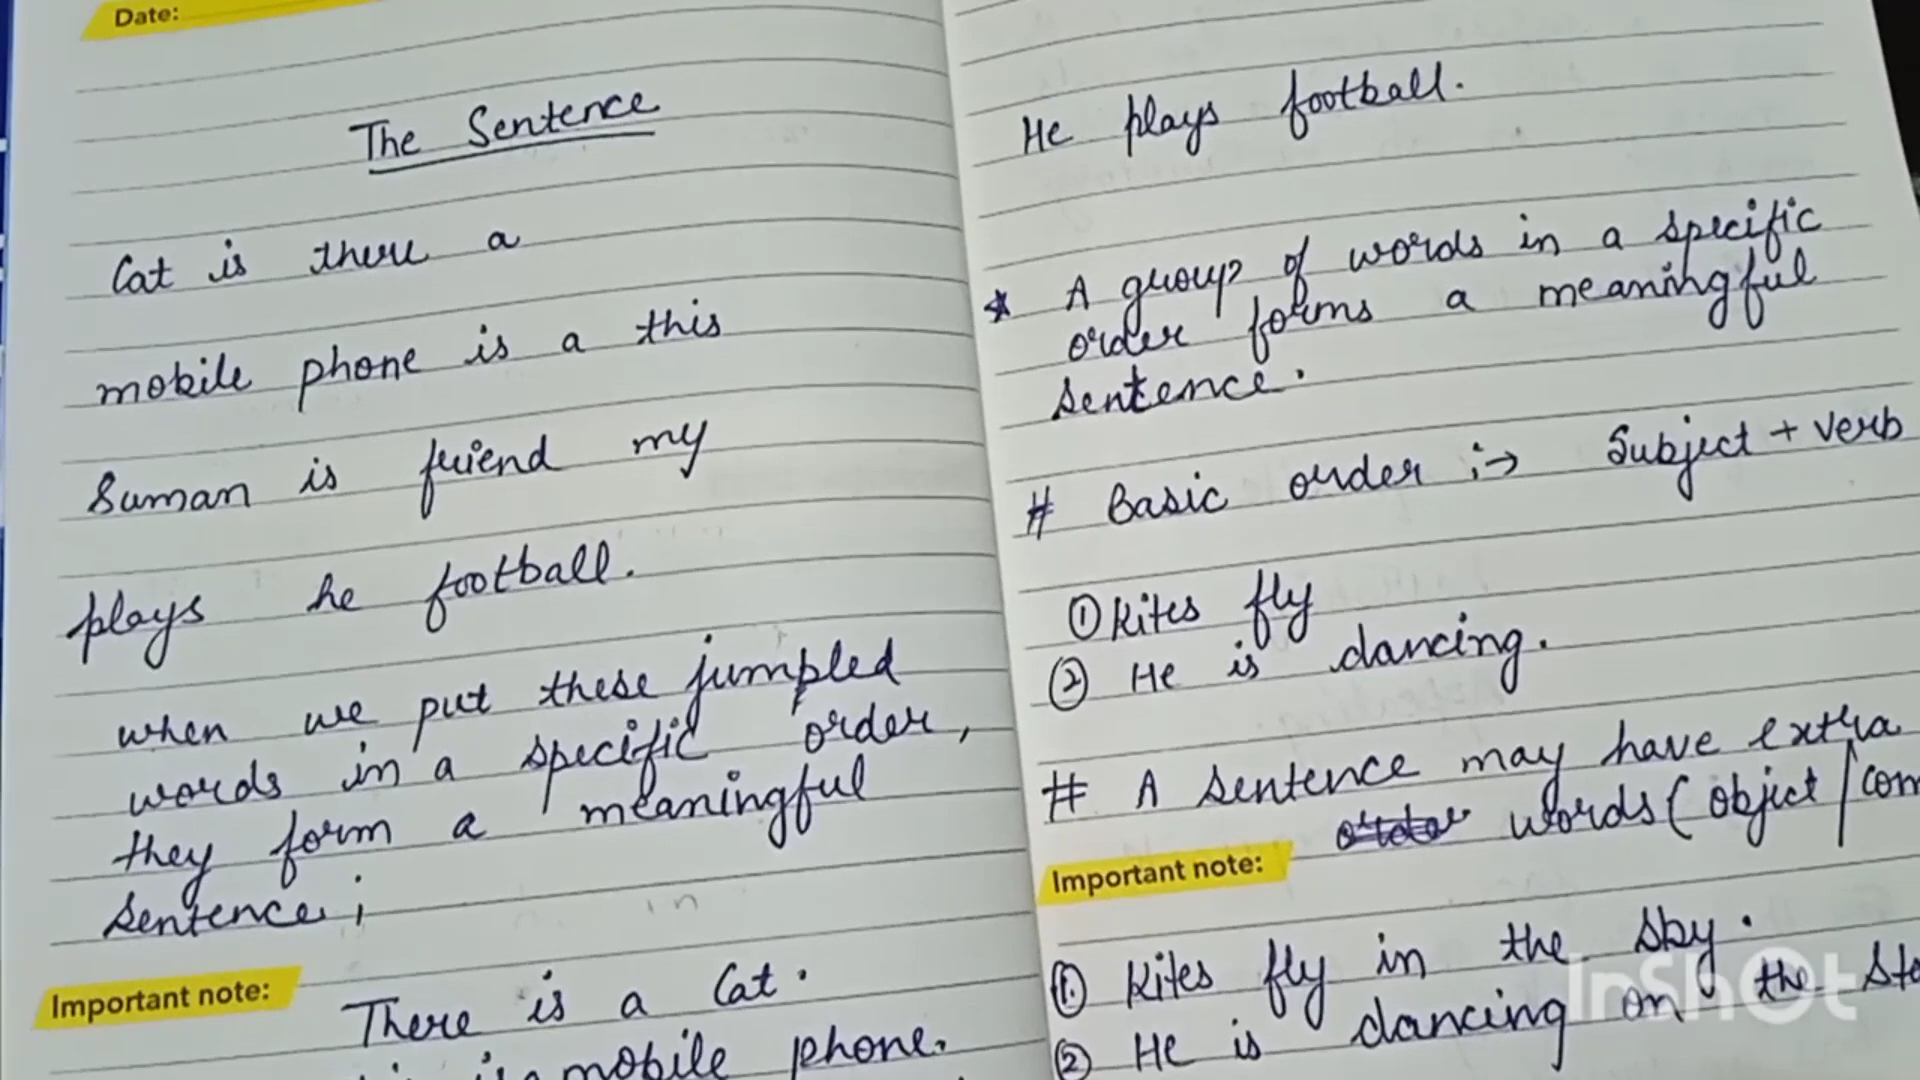 Date:
The Sentence
Cat is there a
mobile phone is a this
Suman is friend my
plays he football.
when we put these jumpled
words in a specific order,
they form a meaningful
sentence;
Important note:
There is a Cat.
is mobile phone.
He plays football.
* A group of words in a specific
order forms a meaningful
sentence.
# Basic order :→ Subject + verb
① Kites fly
② He is dancing.
# A sentence may have extra
words (object / com
Important note:
①. Kites fly in the sky.
② He is dancing on the sta
InShOt